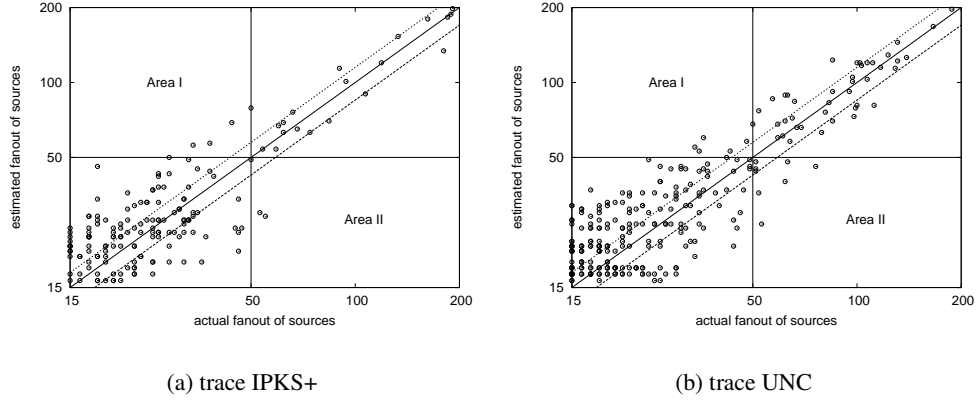 200
100
50
15
15
50
100
200
estimated fanout of sources
actual fanout of sources
Area I
Area II
(a) trace IPKS+
200
100
50
15
15
50
100
200
estimated fanout of sources
actual fanout of sources
Area I
Area II
(b) trace UNC